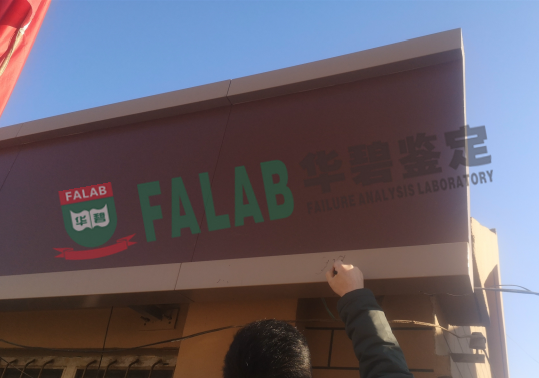 FALAB
华碧
FALAB
华碧鉴定
FAILURE ANALYSIS LABORATORY